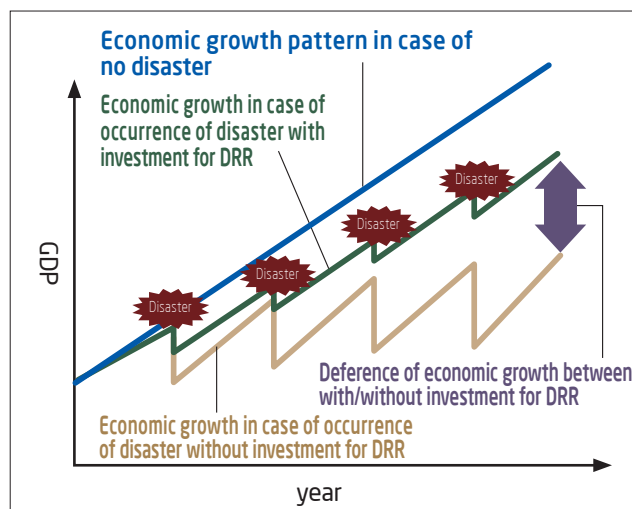 Economic growth pattern in case of
no disaster
Economic growth in case of
occurrence of disaster with
investment for DRR
Disaster
Disaster
Disaster
Disaster
GDP
Deference of economic growth between
with/without investment for DRR
Economic growth in case of occurrence
of disaster without investment for DRR
year